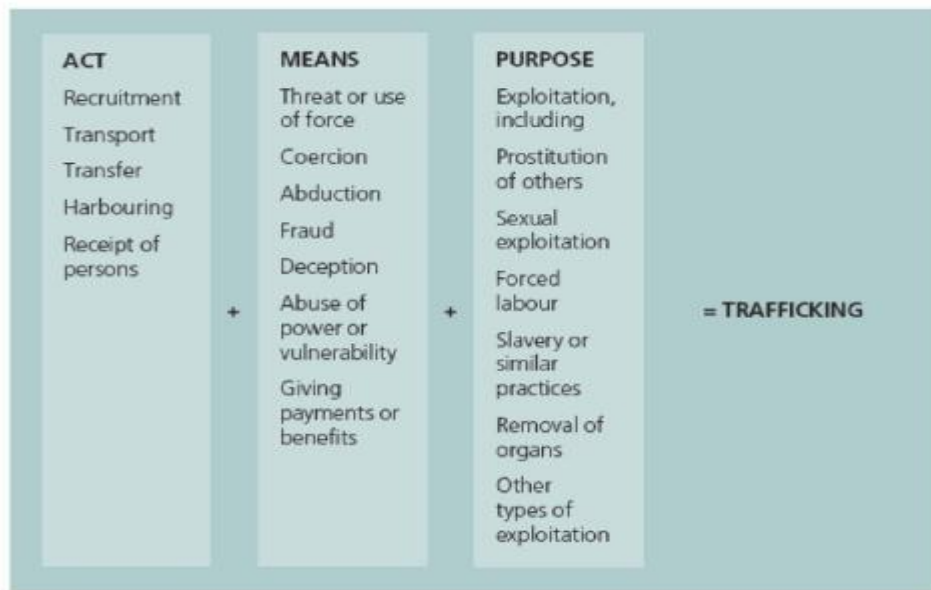 ACT
Recruitment
Transport
Transfer
Harbouring
Receipt of
persons
+
MEANS
Threat or use
of force
Coercion
Abduction
Fraud
Deception
Abuse of
power or
vulnerability
Giving
payments or
benefits
+
PURPOSE
Exploitation,
including
Prostitution
of others
Sexual
exploitation
Forced
labour
Slavery or
similar
practices
Removal of
organs
Other
types of
exploitation
= TRAFFICKING